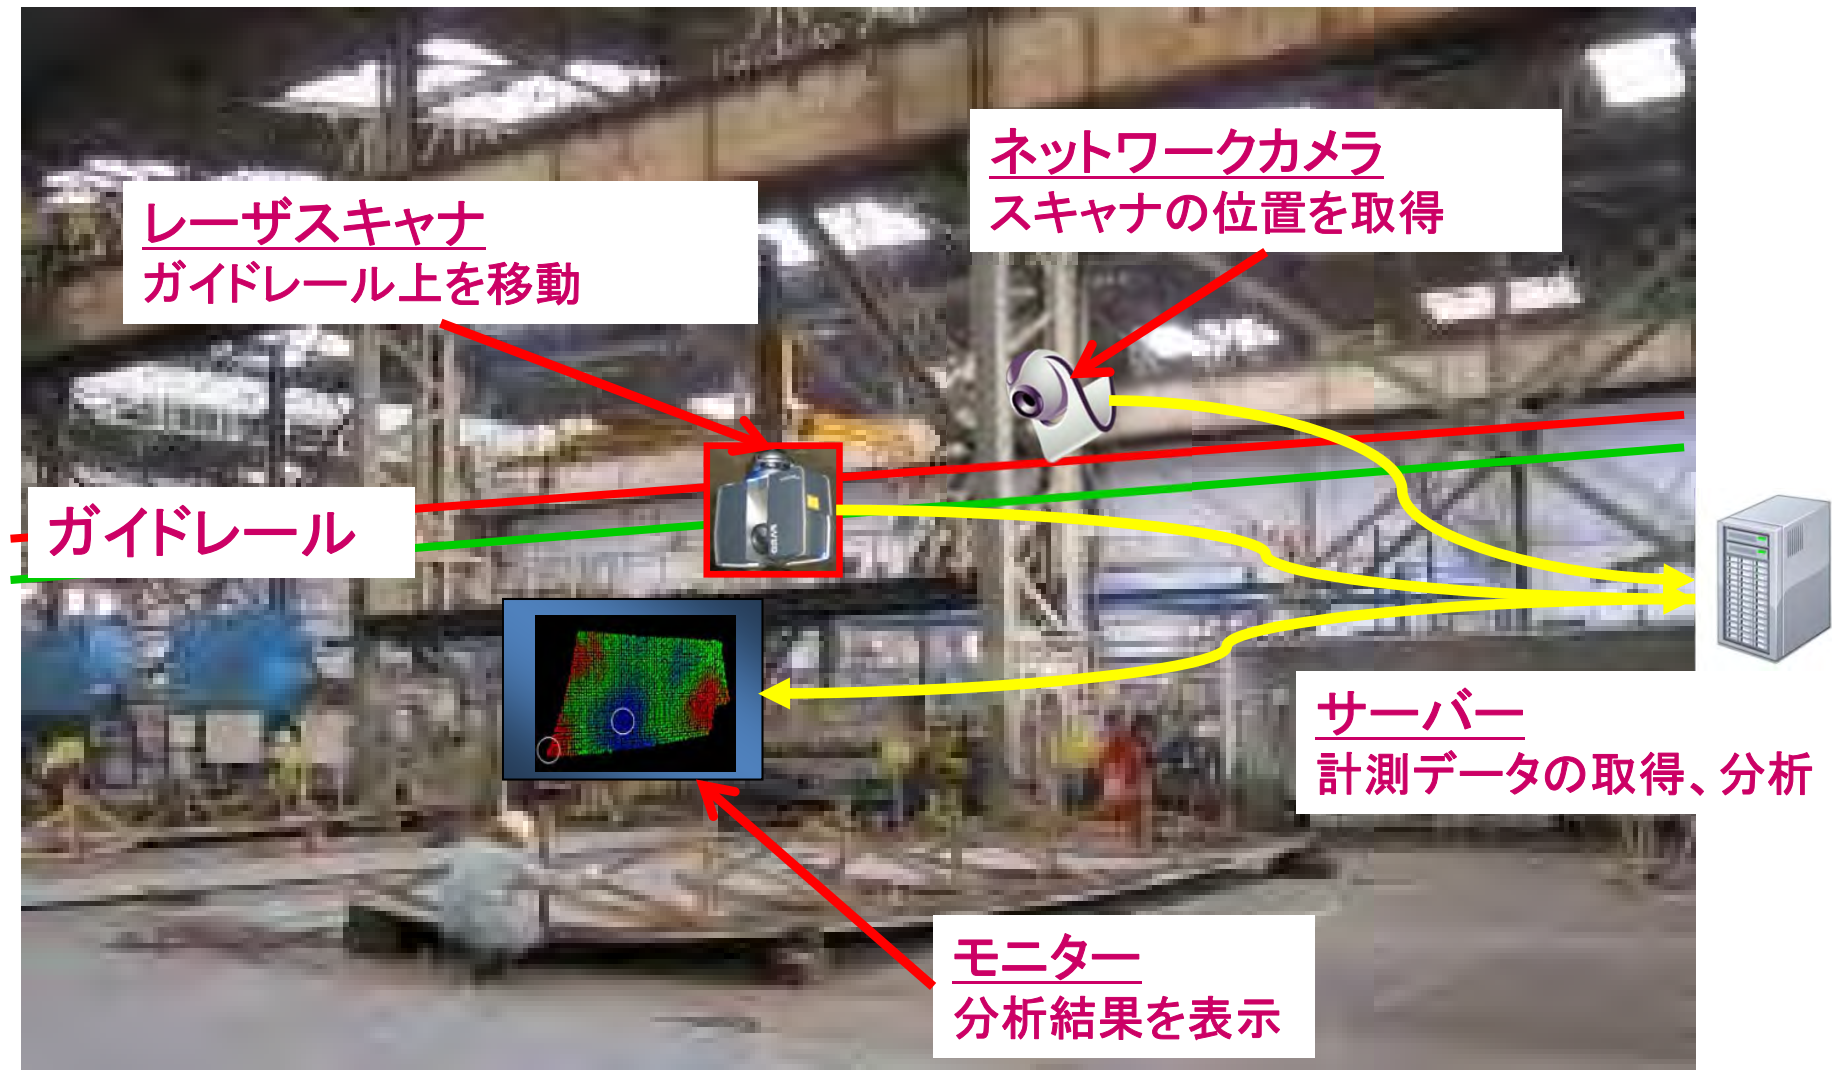 ネットワークカメラ
スキャナの位置を取得
レーザスキャナ
ガイドレール上を移動
ガイドレール
サーバー
計測データの取得、分析
モニター
分析結果を表示